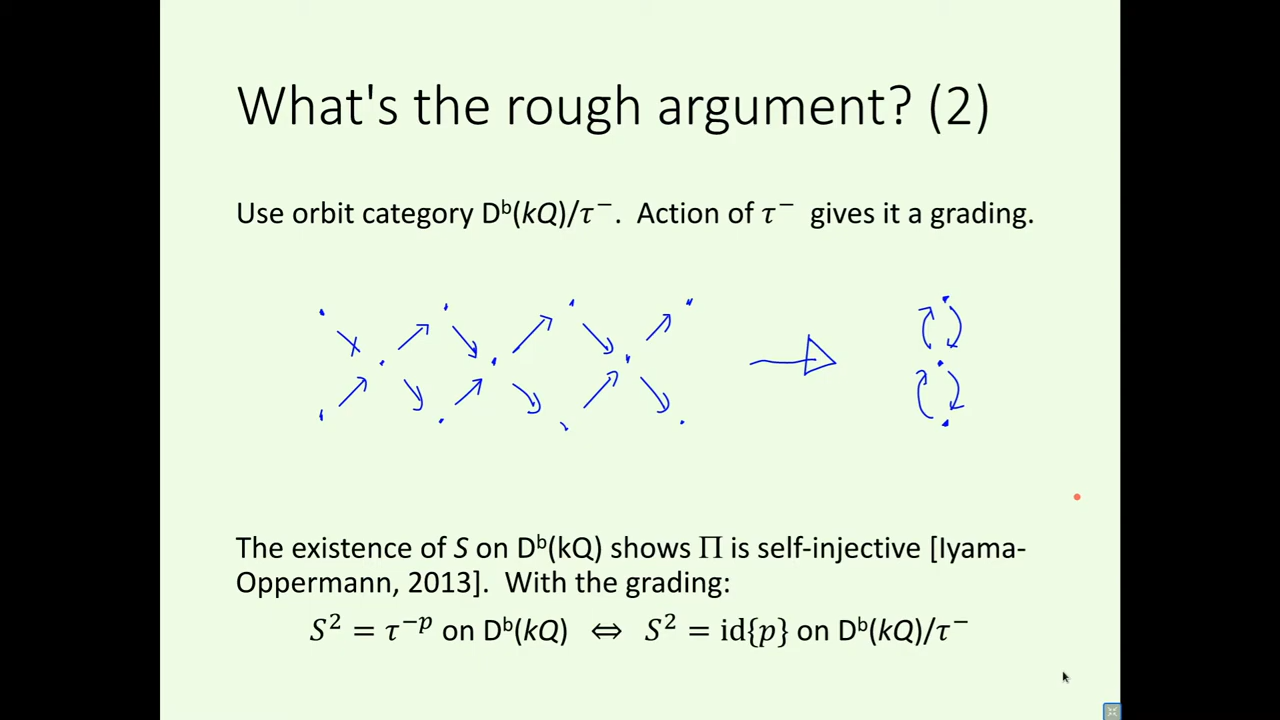 What's the rough argument? (2)
Use orbit category Dᵇ(kQ)/τ⁻. Action of τ⁻ gives it a grading.
The existence of S on Dᵇ(kQ) shows Π is self-injective [Iyama-
Oppermann, 2013]. With the grading:
S² = τ⁻ᵖ on Dᵇ(kQ) ⇔ S² = id{p} on Dᵇ(kQ)/τ⁻